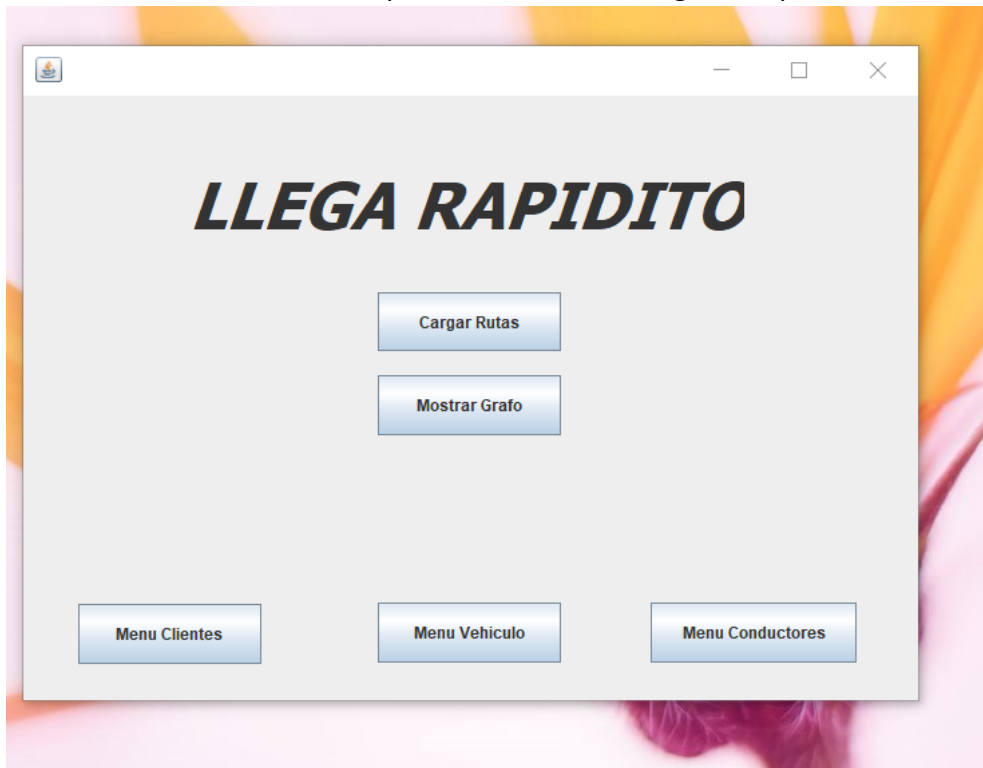 LLEGA RAPIDITO
Cargar Rutas
Mostrar Grafo
Menu Clientes
Menu Vehiculo
Menu Conductores